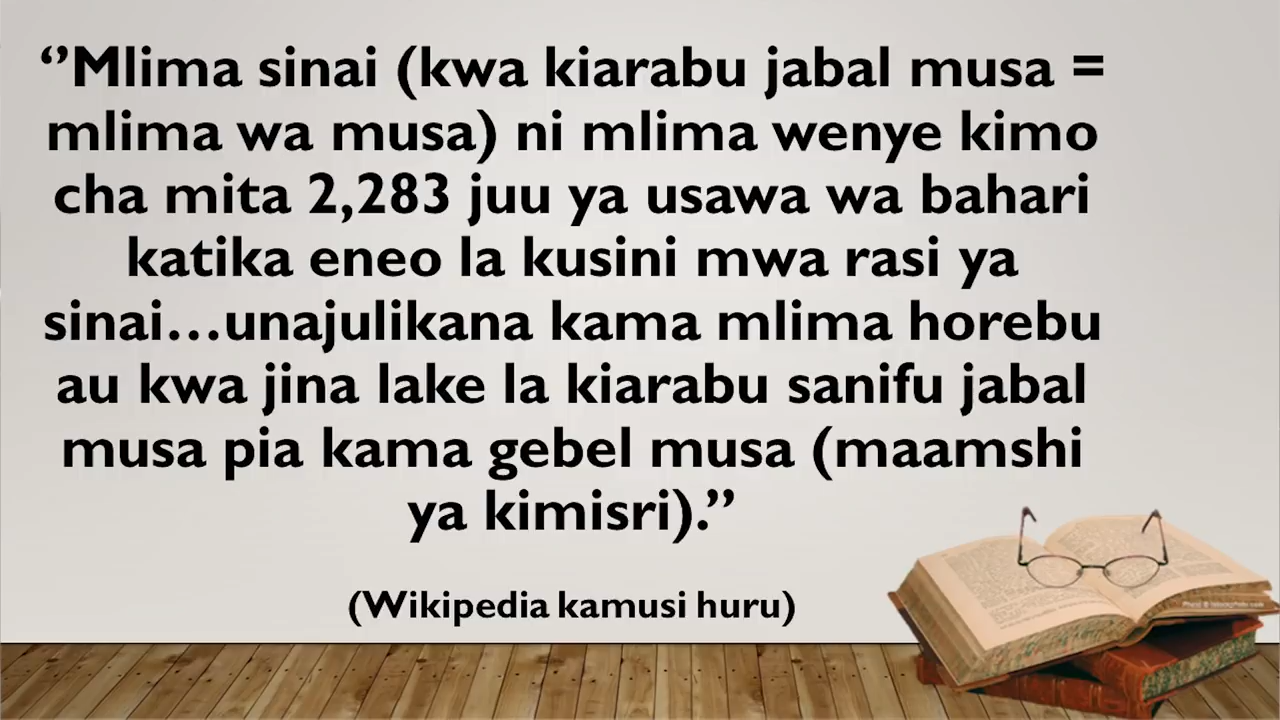 ‘’Mlima sinai (kwa kiarabu jabal musa =
mlima wa musa) ni mlima wenye kimo
cha mita 2,283 juu ya usawa wa bahari
katika eneo la kusini mwa rasi ya
sinai…unajulikana kama mlima horebu
au kwa jina lake la kiarabu sanifu jabal
musa pia kama gebel musa (maamshi
ya kimisri).’’
(Wikipedia kamusi huru)